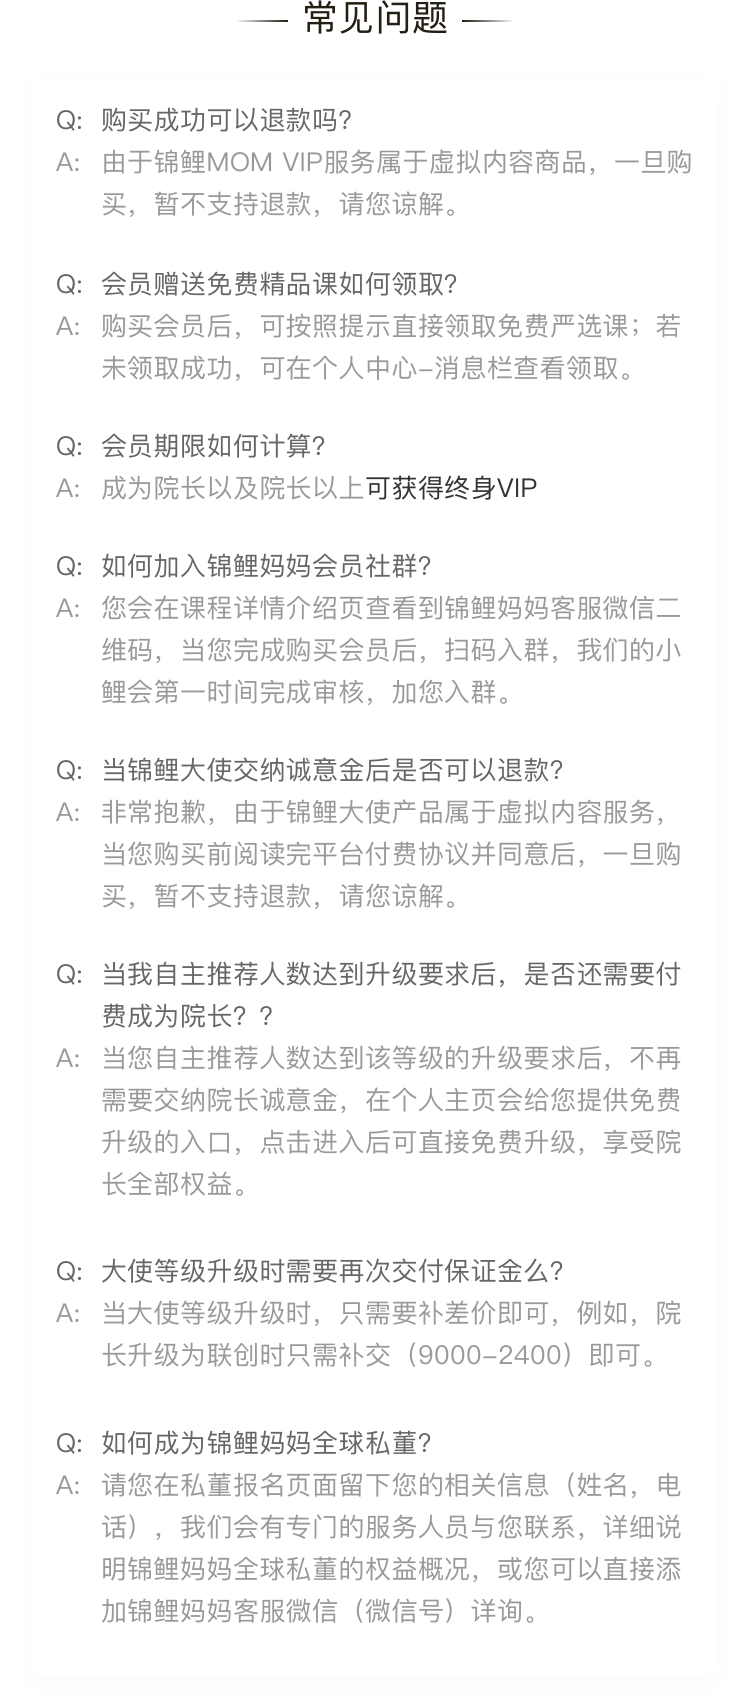 常见问题
Q: 购买成功可以退款吗?
A: 由于锦鲤MOM VIP服务属于虚拟内容商品，一旦购
买，暂不支持退款，请您谅解。
Q: 会员赠送免费精品课如何领取?
A: 购买会员后，可按照提示直接领取免费严选课；若
未领取成功，可在个人中心-消息栏查看领取。
Q: 会员期限如何计算?
A: 成为院长以及院长以上可获得终身VIP
Q: 如何加入锦鲤妈妈会员社群?
A: 您会在课程详情介绍页查看到锦鲤妈妈客服微信二
维码，当您完成购买会员后，扫码入群，我们的小
鲤会第一时间完成审核，加您入群。
Q: 当锦鲤大使交纳诚意金后是否可以退款?
A: 非常抱歉，由于锦鲤大使产品属于虚拟内容服务，
当您购买前阅读完平台付费协议并同意后，一旦购
买，暂不支持退款，请您谅解。
Q: 当我自主推荐人数达到升级要求后，是否还需要付
费成为院长？？
A: 当您自主推荐人数达到该等级的升级要求后，不再
需要交纳院长诚意金，在个人主页会给您提供免费
升级的入口，点击进入后可直接免费升级，享受院
长全部权益。
Q: 大使等级升级时需要再次交付保证金么?
A: 当大使等级升级时，只需要补差价即可，例如，院
长升级为联创时只需补交（9000-2400）即可。
Q: 如何成为锦鲤妈妈全球私董?
A: 请您在私董报名页面留下您的相关信息（姓名，电
话），我们会有专门的服务人员与您联系，详细说
明锦鲤妈妈全球私董的权益概况，或您可以直接添
加锦鲤妈妈客服微信（微信号）详询。